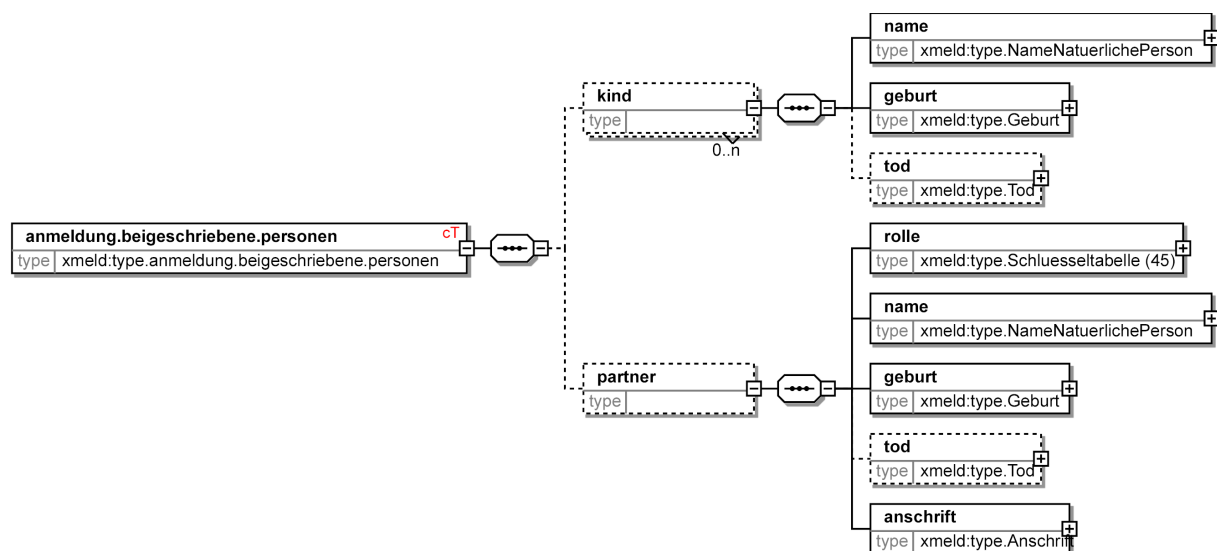 name
type xmeld:type.NameNatuerlichePerson
kind
type
0..n
geburt
type xmeld:type.Geburt
tod
type xmeld:type.Tod
anmeldung.beigeschriebene.personen cT
type xmeld:type.anmeldung.beigeschriebene.personen
rolle
type xmeld:type.Schluesseltabelle (45)
name
type xmeld:type.NameNatuerlichePerson
partner
type
geburt
type xmeld:type.Geburt
tod
type xmeld:type.Tod
anschrift
type xmeld:type.Anschrift